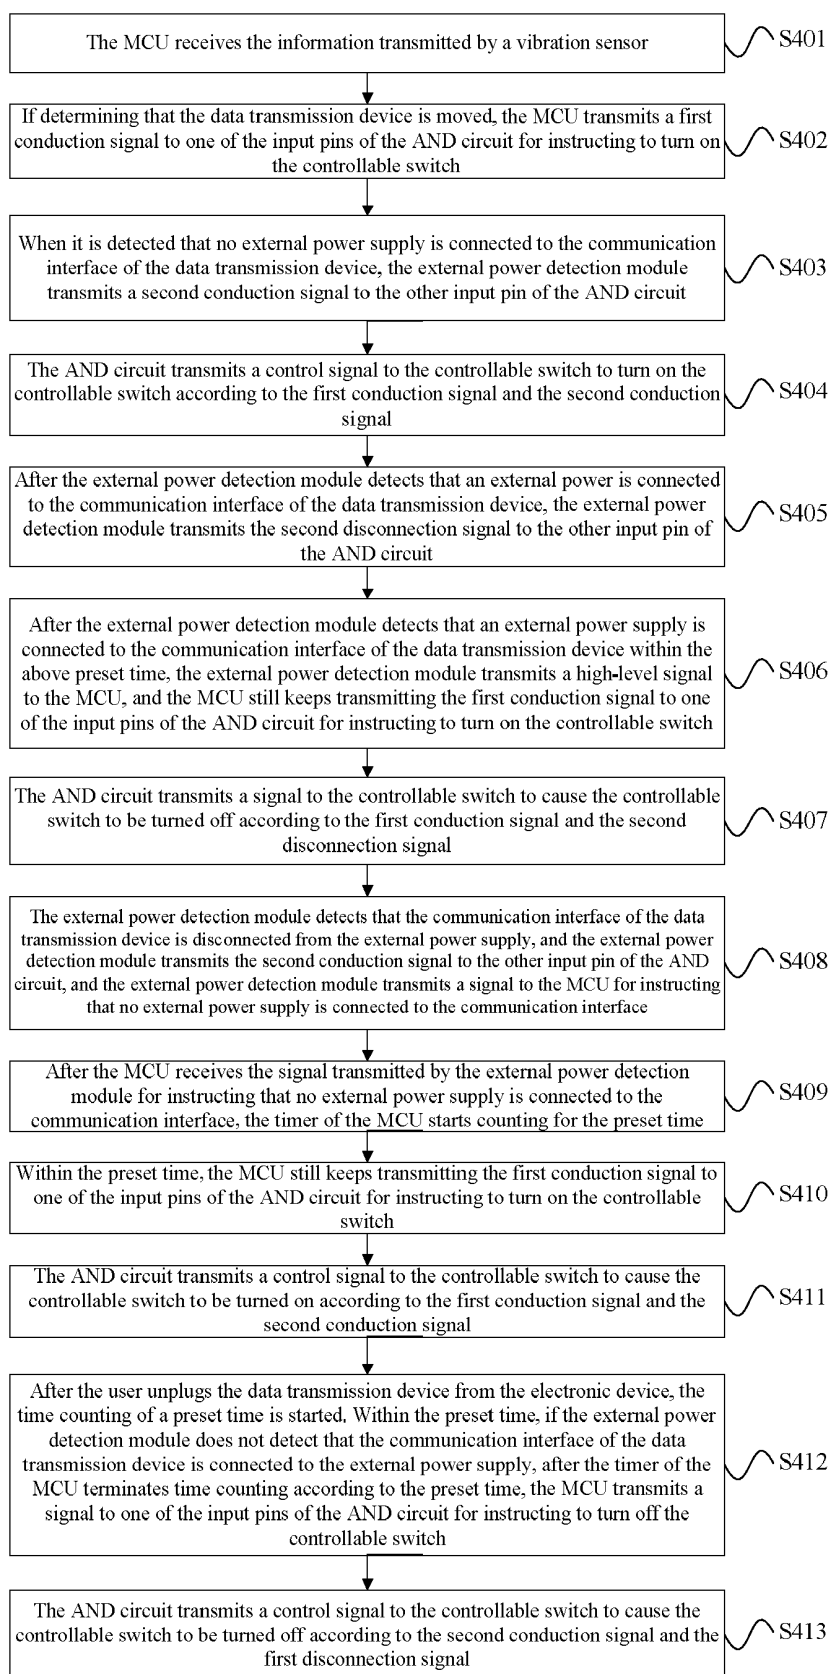 The MCU receives the information transmitted by a vibration sensor
S401
If determining that the data transmission device is moved, the MCU transmits a first
conduction signal to one of the input pins of the AND circuit for instructing to turn on
the controllable switch
S402
When it is detected that no external power supply is connected to the communication
interface of the data transmission device, the external power detection module
transmits a second conduction signal to the other input pin of the AND circuit
S403
The AND circuit transmits a control signal to the controllable switch to turn on the
controllable switch according to the first conduction signal and the second conduction
signal
S404
After the external power detection module detects that an external power is connected
to the communication interface of the data transmission device, the external power
detection module transmits the second disconnection signal to the other input pin of
the AND circuit
S405
After the external power detection module detects that an external power supply is
connected to the communication interface of the data transmission device within the
above preset time, the external power detection module transmits a high-level signal
to the MCU, and the MCU still keeps transmitting the first conduction signal to one
of the input pins of the AND circuit for instructing to turn on the controllable switch
S406
The AND circuit transmits a signal to the controllable switch to cause the controllable
switch to be turned off according to the first conduction signal and the second
disconnection signal
S407
The external power detection module detects that the communication interface of the data
transmission device is disconnected from the external power supply, and the external power
detection module transmits the second conduction signal to the other input pin of the AND
circuit, and the external power detection module transmits a signal to the MCU for instructing
that no external power supply is connected to the communication interface
S408
After the MCU receives the signal transmitted by the external power detection
module for instructing that no external power supply is connected to the
communication interface, the timer of the MCU starts counting for the preset time
S409
Within the preset time, the MCU still keeps transmitting the first conduction signal to
one of the input pins of the AND circuit for instructing to turn on the controllable
switch
S410
The AND circuit transmits a control signal to the controllable switch to cause the
controllable switch to be turned on according to the first conduction signal and the
second conduction signal
S411
After the user unplugs the data transmission device from the electronic device, the
time counting of a preset time is started. Within the preset time, if the external power
detection module does not detect that the communication interface of the data
transmission device is connected to the external power supply, after the timer of the
MCU terminates time counting according to the preset time, the MCU transmits a
signal to one of the input pins of the AND circuit for instructing to turn off the
controllable switch
S412
The AND circuit transmits a control signal to the controllable switch to cause the
controllable switch to be turned off according to the second conduction signal and the
first disconnection signal
S413